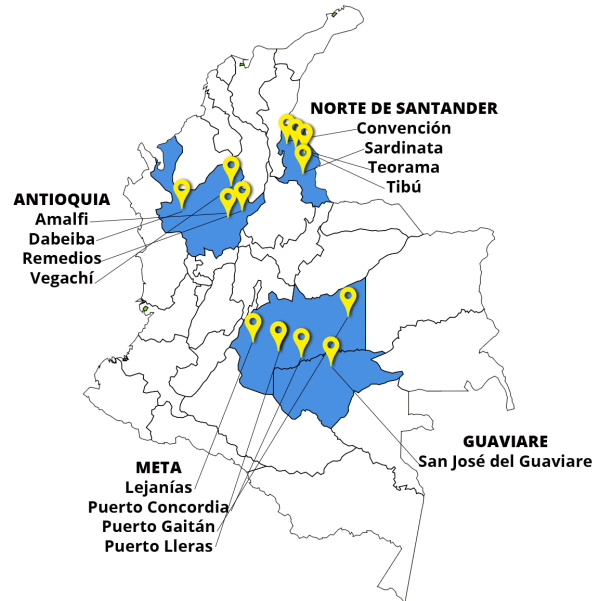 NORTE DE SANTANDER
Convención
Sardinata
Teorama
Tibú
ANTIOQUIA
Amalfi
Dabeiba
Remedios
Vegachí
GUAVIARE
San José del Guaviare
META
Lejanías
Puerto Concordia
Puerto Gaitán
Puerto Lleras